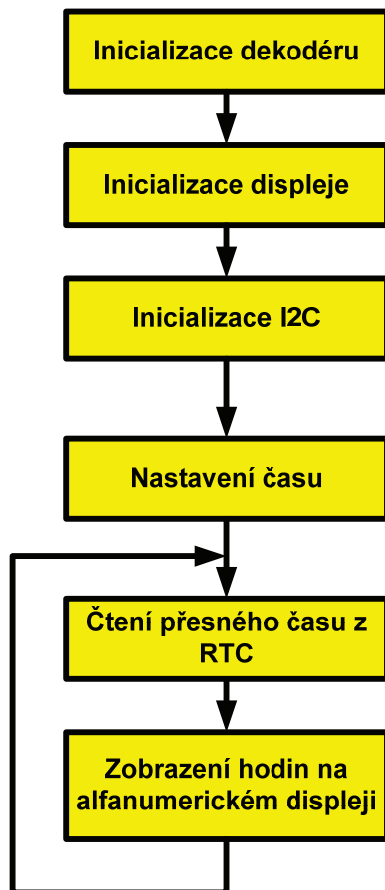 Inicializace dekodéru
Inicializace displeje
Inicializace I2C
Nastavení času
Čtení přesného času z
RTC
Zobrazení hodin na
alfanumerickém displeji